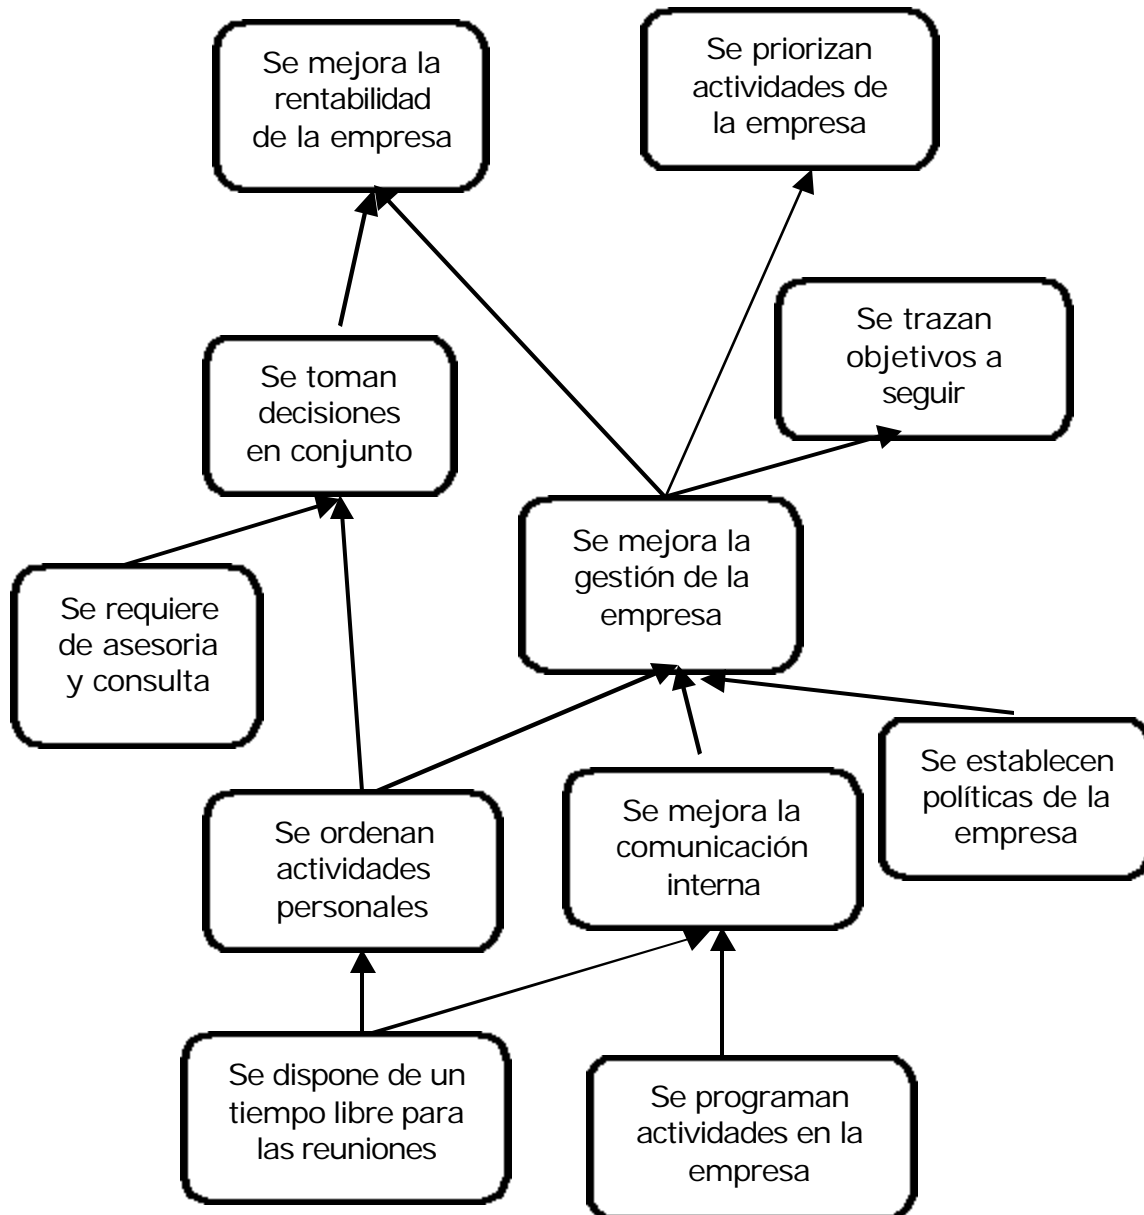 Se mejora la
rentabilidad
de la empresa
Se priorizan
actividades de
la empresa
Se trazan
objetivos a
seguir
Se toman
decisiones
en conjunto
Se mejora la
gestión de la
empresa
Se requiere
de asesoria
y consulta
Se establecen
políticas de la
empresa
Se mejora la
comunicación
interna
Se ordenan
actividades
personales
Se dispone de un
tiempo libre para
las reuniones
Se programan
actividades en la
empresa